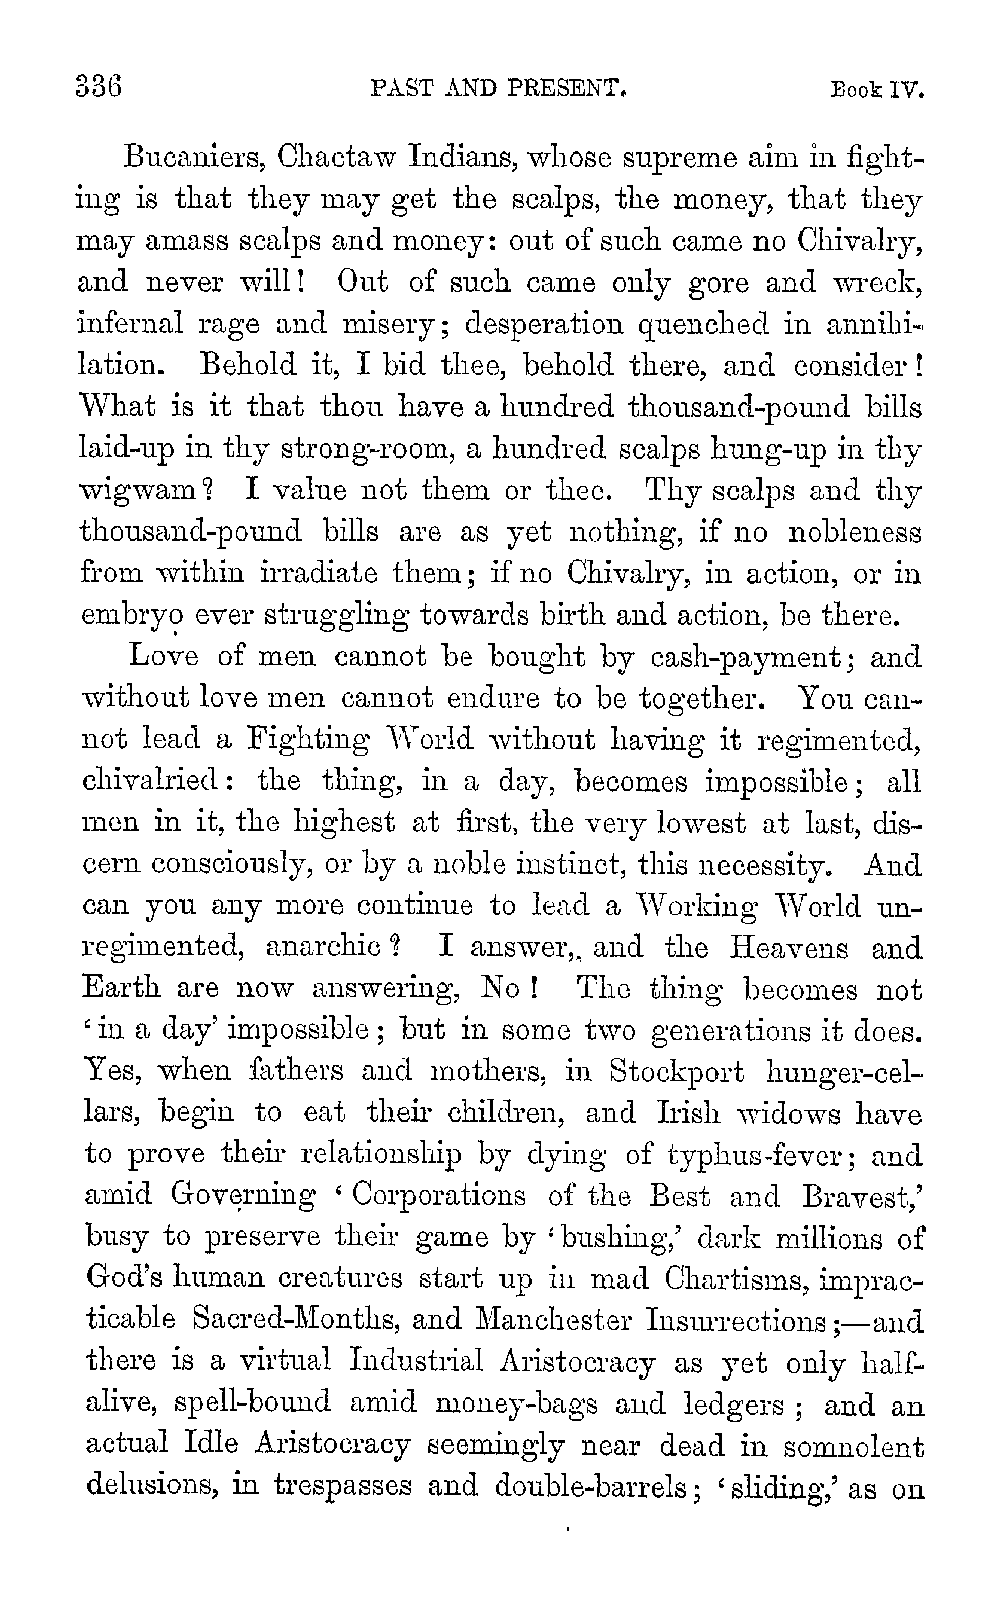 336 PAST AND PRESENT. Book IV.
Bucaniers, Chactaw Indians, whose supreme aim in fight-
ing is that they may get the scalps, the money, that they
may amass scalps and money: out of such came no Chivalry,
and never will! Out of such came only gore and wreck,
infernal rage and misery; desperation quenched in annihi-
lation. Behold it, I bid thee, behold there, and consider!
What is it that thou have a hundred thousand-pound bills
laid-up in thy strong-room, a hundred scalps hung-up in thy
wigwam? I value not them or thee. Thy scalps and thy
thousand-pound bills are as yet nothing, if no nobleness
from within irradiate them; if no Chivalry, in action, or in
embryo ever struggling towards birth and action, be there.
Love of men cannot be bought by cash-payment; and
without love men cannot endure to be together. You can-
not lead a Fighting World without having it regimented,
chivalried: the thing, in a day, becomes impossible; all
men in it, the highest at first, the very lowest at last, dis-
cern consciously, or by a noble instinct, this necessity. And
can you any more continue to lead a Working World un-
regimented, anarchic? I answer, and the Heavens and
Earth are now answering, No! The thing becomes not
‘in a day’ impossible; but in some two generations it does.
Yes, when fathers and mothers, in Stockport hunger-cel-
lars, begin to eat their children, and Irish widows have
to prove their relationship by dying of typhus-fever; and
amid Governing ‘Corporations of the Best and Bravest,’
busy to preserve their game by ‘bushing,’ dark millions of
God's human creatures start up in mad Chartisms, imprac-
ticable Sacred-Months, and Manchester Insurrections;—and
there is a virtual Industrial Aristocracy as yet only half-
alive, spell-bound amid money-bags and ledgers; and an
actual Idle Aristocracy seemingly near dead in somnolent
delusions, in trespasses and double-barrels; ‘sliding,’ as on